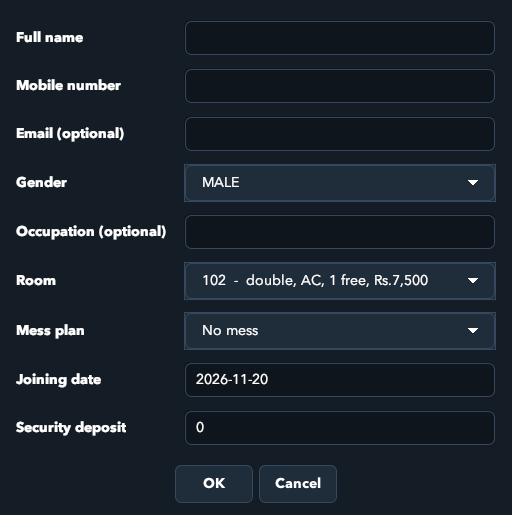 Full name
Mobile number
Email (optional)
Gender MALE
Occupation (optional)
Room 102 - double, AC, 1 free, Rs.7,500
Mess plan No mess
Joining date 2026-11-20
Security deposit 0
OK Cancel